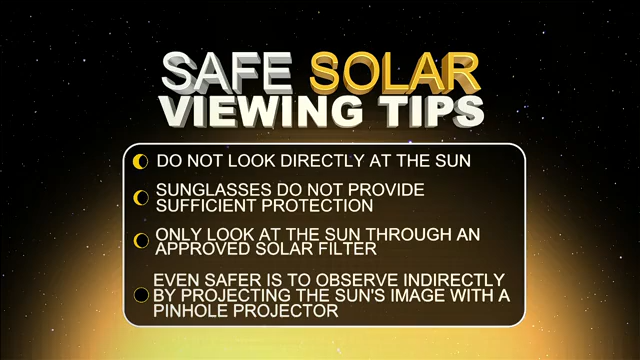 SAFE SOLAR
VIEWING TIPS
DO NOT LOOK DIRECTLY AT THE SUN
SUNGLASSES DO NOT PROVIDE
SUFFICIENT PROTECTION
ONLY LOOK AT THE SUN THROUGH AN
APPROVED SOLAR FILTER
EVEN SAFER IS TO OBSERVE INDIRECTLY
BY PROJECTING THE SUN'S IMAGE WITH A
PINHOLE PROJECTOR